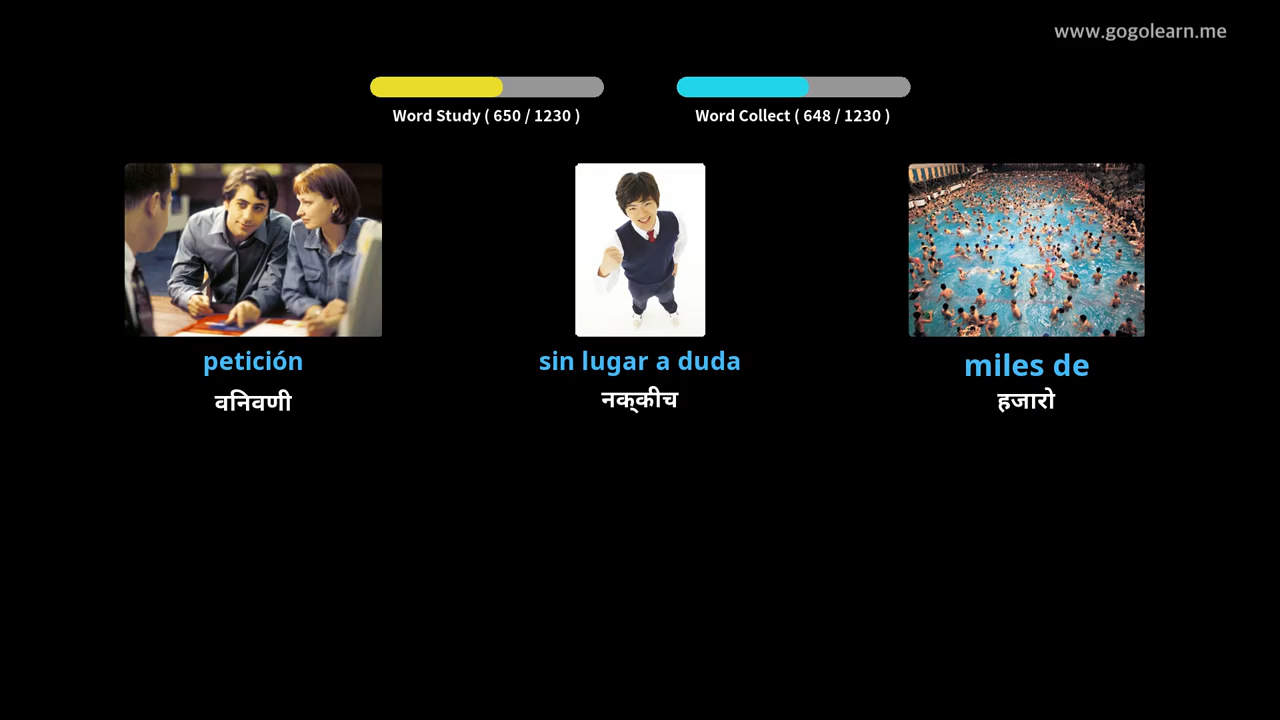 www.gogolearn.me
Word Study ( 650 / 1230 )
Word Collect ( 648 / 1230 )
petición
sin lugar a duda
miles de
वनिवणी
नक्‌कीच
हजारो